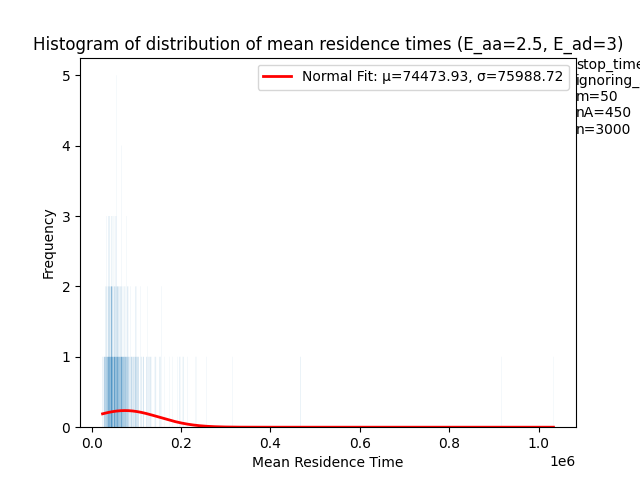 Histogram of distribution of mean residence times (E_aa=2.5, E_ad=3)
Normal Fit: μ=74473.93, σ=75988.72
stop_time
ignoring_
m=50
nA=450
n=3000
Frequency
5
4
3
2
1
0
0.0 0.2 0.4 0.6 0.8 1.0
1e6
Mean Residence Time